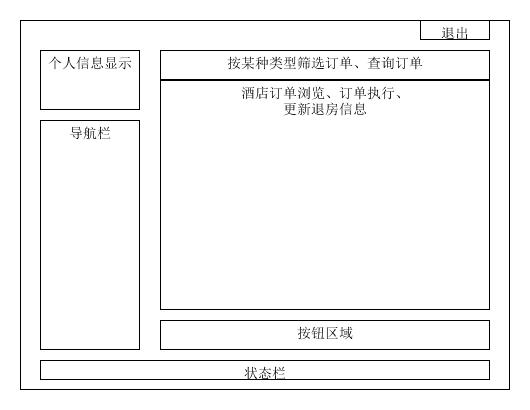 退出
个人信息显示
按某种类型筛选订单、查询订单
酒店订单浏览、订单执行、
更新退房信息
导航栏
按钮区域
状态栏